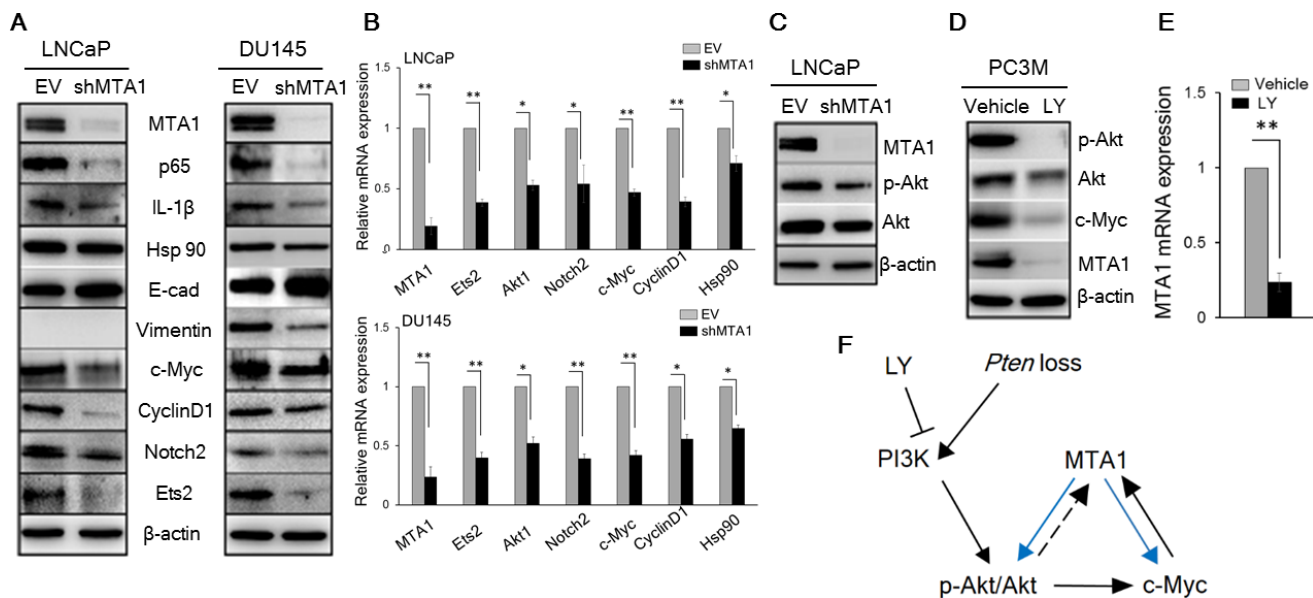 A
LNCaP
EV shMTA1
DU145
EV shMTA1
MTA1
p65
IL-1β
Hsp 90
E-cad
Vimentin
c-Myc
CyclinD1
Notch2
Ets2
β-actin
B
LNCaP
EV
shMTA1
Relative mRNA expression
1.5
1
0.5
0
** ** * * ** ** *
MTA1 Ets2 Akt1 Notch2 c-Myc CyclinD1 Hsp90
DU145
EV
shMTA1
Relative mRNA expression
1.5
1
0.5
0
** ** * ** ** * *
MTA1 Ets2 Akt1 Notch2 c-Myc CyclinD1 Hsp90
C
LNCaP
EV shMTA1
MTA1
p-Akt
Akt
β-actin
D
PC3M
Vehicle LY
p-Akt
Akt
c-Myc
MTA1
β-actin
E
Vehicle
LY
MTA1 mRNA expression
1.5
1
0.5
0
**
F
LY
Pten loss
PI3K
MTA1
p-Akt/Akt
c-Myc